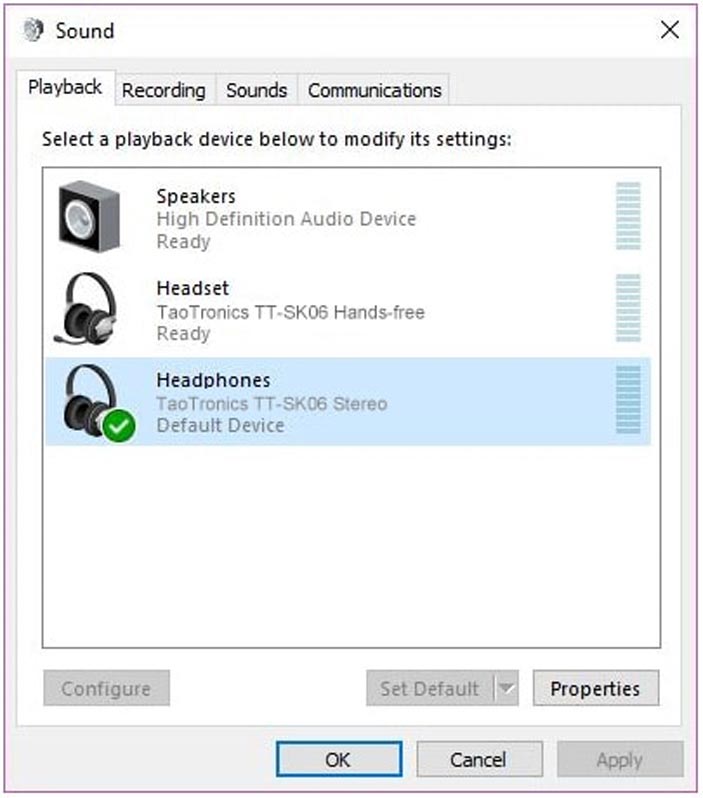 Sound
Playback
Recording
Sounds
Communications
Select a playback device below to modify its settings:
Speakers
High Definition Audio Device
Ready
Headset
TaoTronics TT-SK06 Hands-free
Ready
Headphones
TaoTronics TT-SK06 Stereo
Default Device
Configure
Set Default
Properties
OK
Cancel
Apply